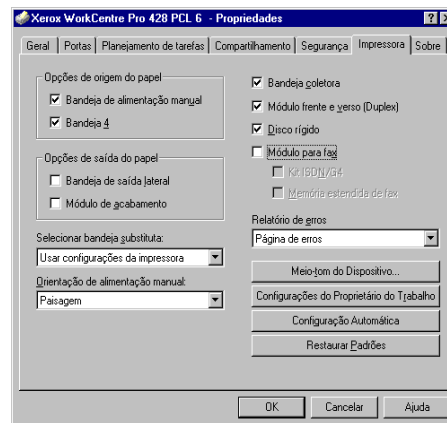 Xerox WorkCentre Pro 428 PCL 6 - Propriedades
Geral Portas Planejamento de tarefas Compartilhamento Segurança Impressora Sobre
Opções de origem do papel
Bandeja de alimentação manual
Bandeja 4
Opções de saída do papel
Bandeja de saída lateral
Módulo de acabamento
Selecionar bandeja substituta:
Usar configurações da impressora
Orientação de alimentação manual:
Paisagem
Bandeja coletora
Módulo frente e verso (Duplex)
Disco rígido
Módulo para fax
Kit ISDN/G4
Memória estendida de fax
Relatório de erros
Página de erros
Meio-tom do Dispositivo...
Configurações do Proprietário do Trabalho
Configuração Automática
Restaurar Padrões
OK Cancelar Ajuda